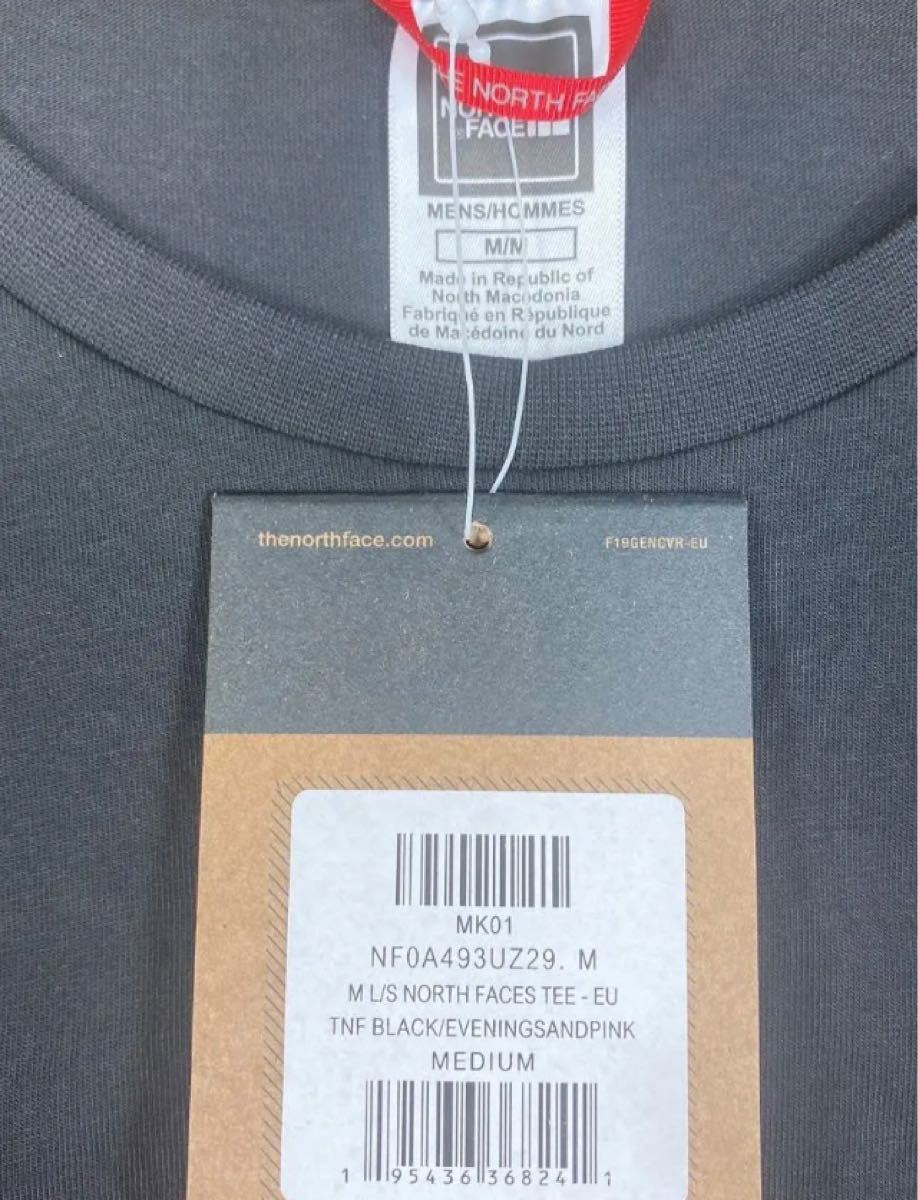 NORTH
FACE
MENS/HOMMES
M/M
Made in Republic of
North Macedonia
Fabriqué en République
de Macédoine du Nord
thenorthface.com
F19GENCVR-EU
MK01
NF0A493UZ29. M
M L/S NORTH FACES TEE - EU
TNF BLACK/EVENINGSANDPINK
MEDIUM
1 95436 36824 1